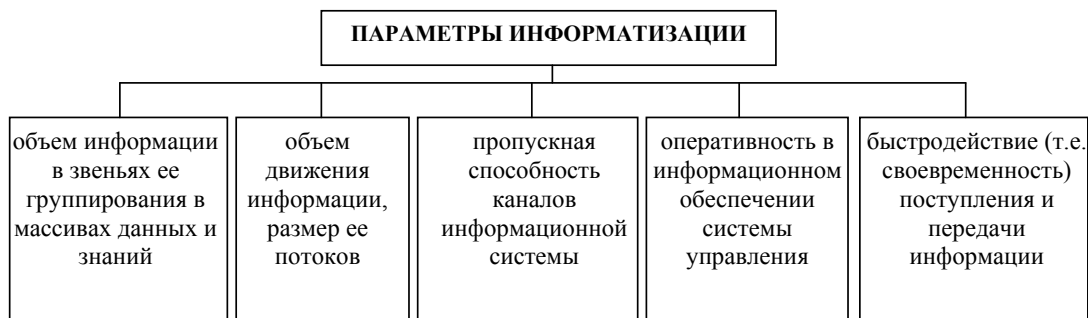 ПАРАМЕТРЫ ИНФОРМАТИЗАЦИИ
объем информации
в звеньях ее
группирования в
массивах данных и
знаний
объем
движения
информации,
размер ее
потоков
пропускная
способность
каналов
информационной
системы
оперативность в
информационном
обеспечении
системы
управления
быстродействие (т.е.
своевременность)
поступления и
передачи
информации